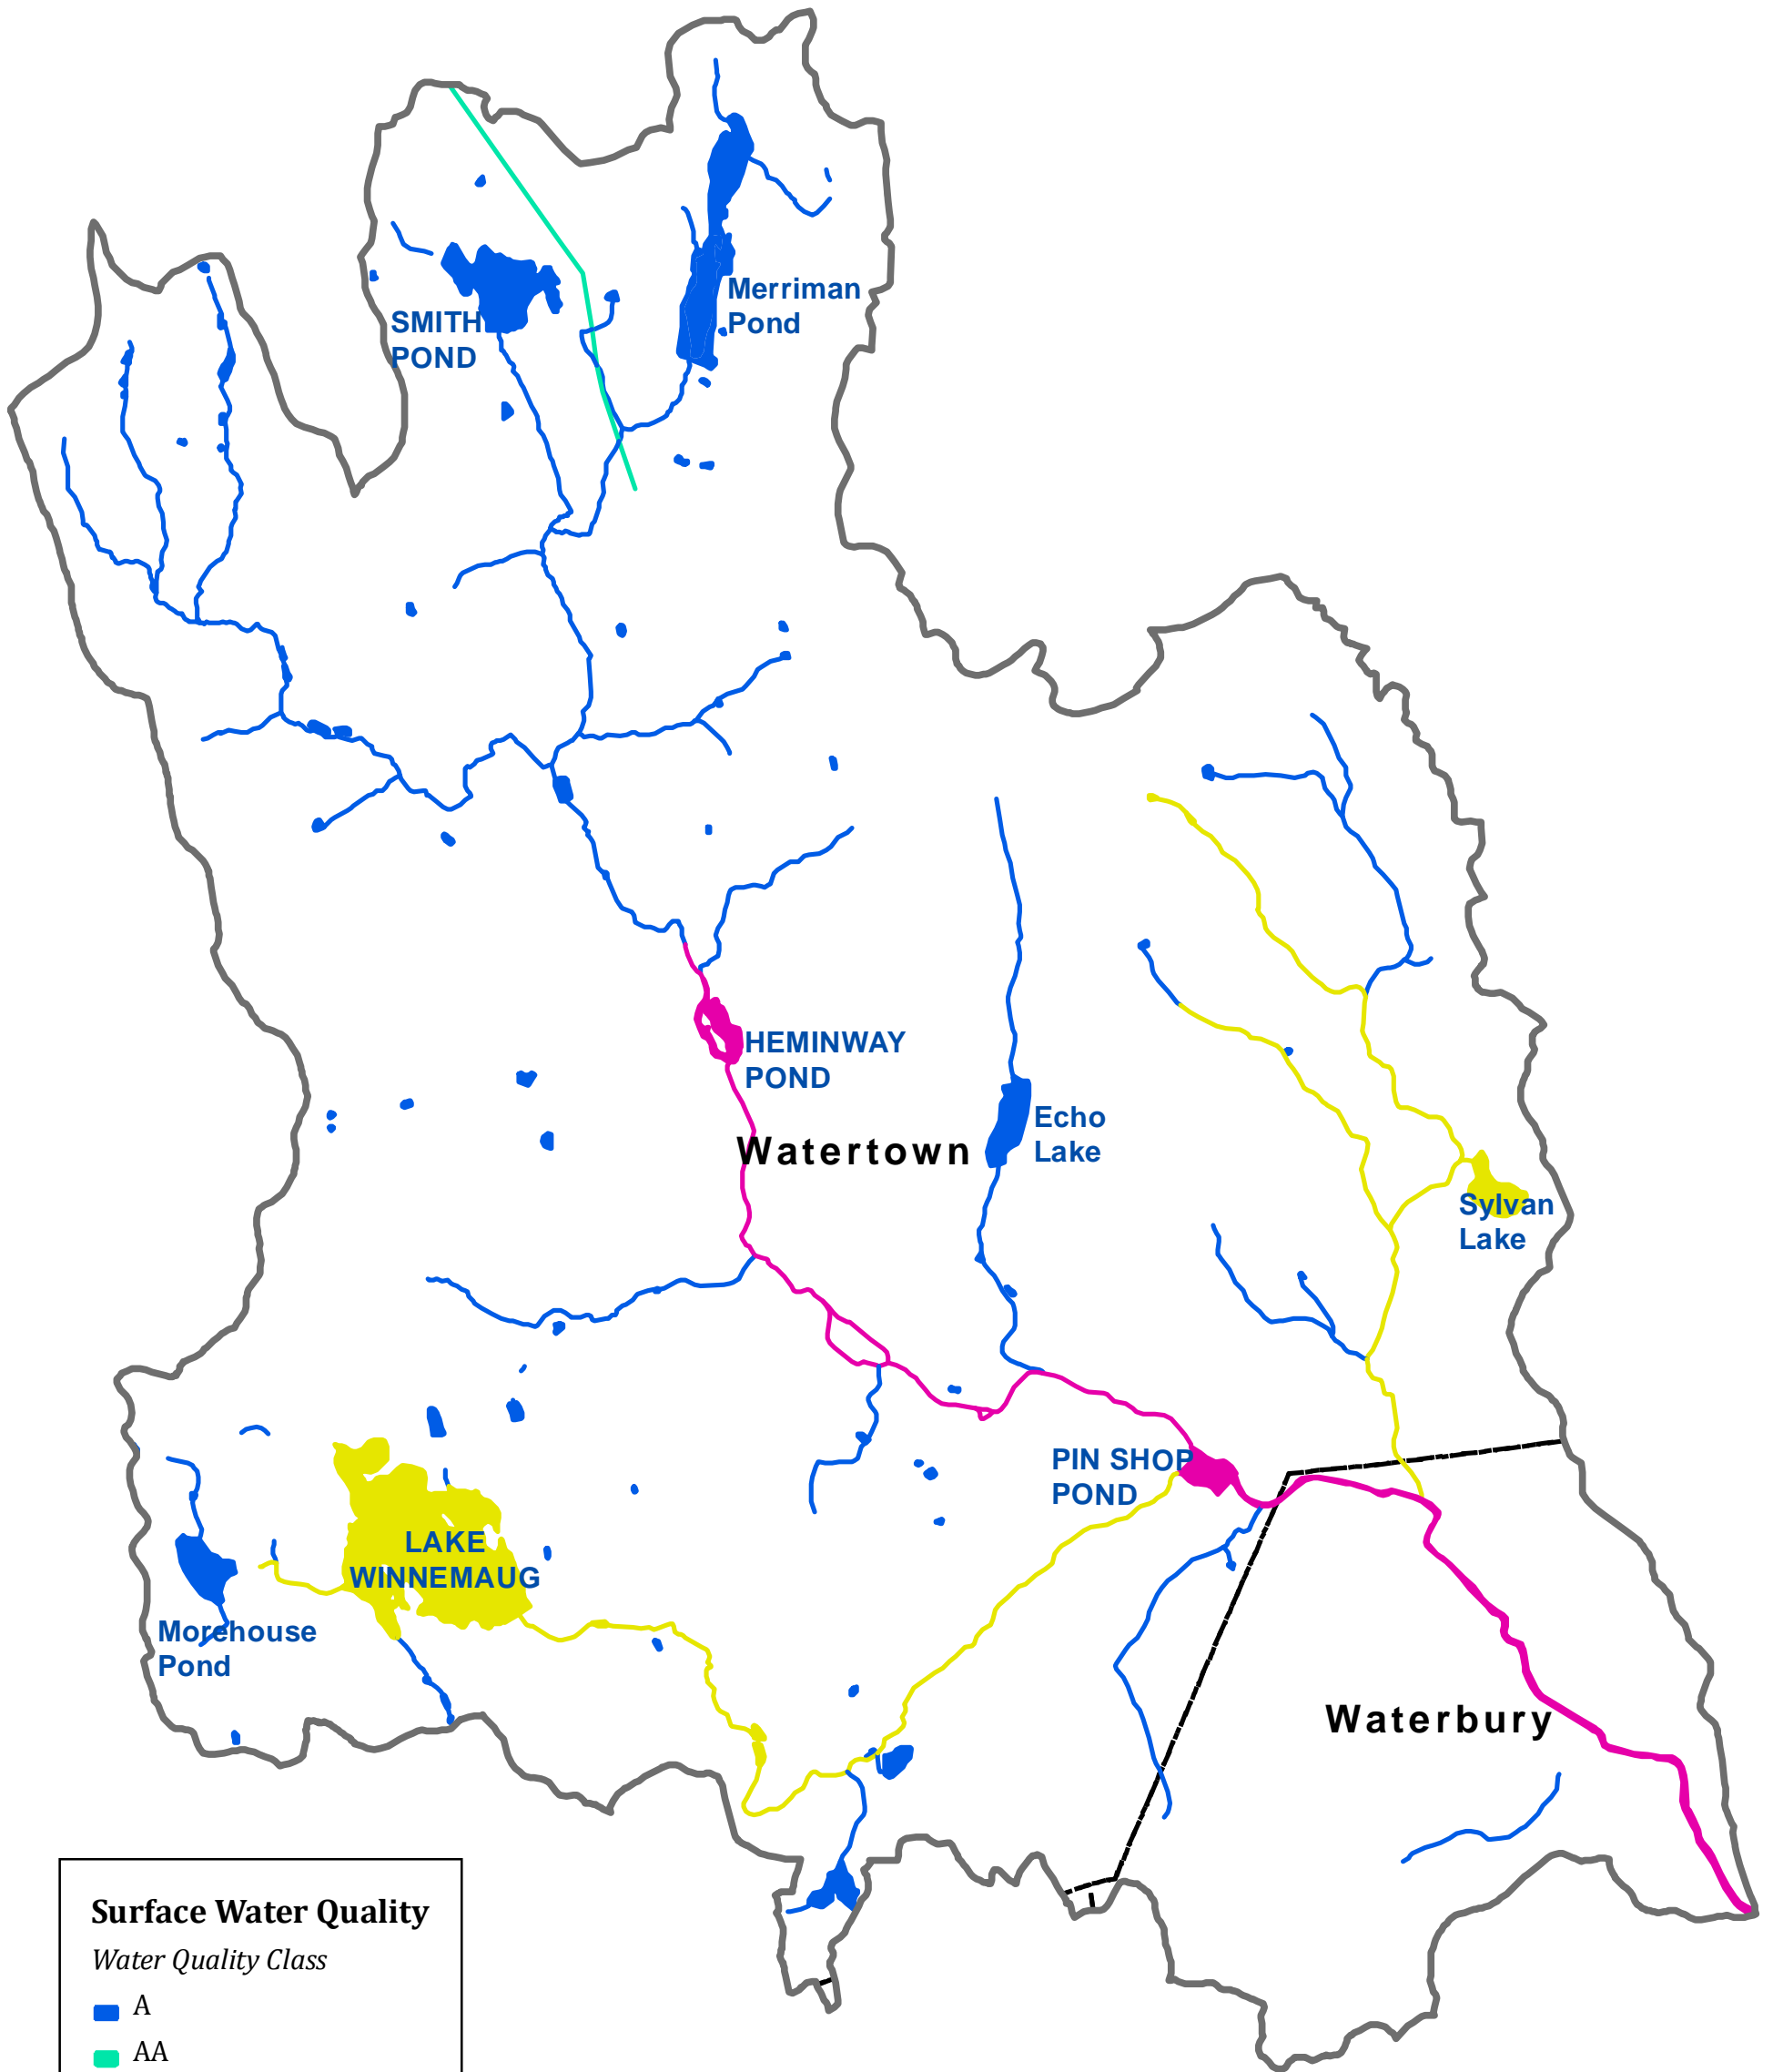 Merriman
Pond
SMITH
POND
HEMINWAY
POND
Echo
Lake
Watertown
Sylvan
Lake
PIN SHOP
POND
LAKE
WINNEMAUG
Morehouse
Pond
Waterbury
Surface Water Quality
Water Quality Class
A
AA